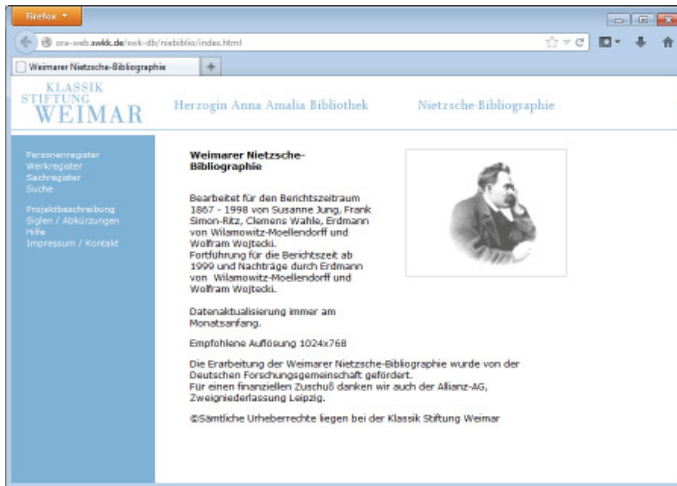 Firefox
ora-web.swkk.de/swk-db/niebiblio/index.html
Weimarer Nietzsche-Bibliographie
KLASSIK
STIFTUNG
WEIMAR
Herzogin Anna Amalia Bibliothek
Nietzsche-Bibliographie
Personenregister
Werkregister
Sachregister
Suche
Projektbeschreibung
Siglen / Abkürzungen
Hilfe
Impressum / Kontakt
Weimarer Nietzsche-
Bibliographie
Bearbeitet für den Berichtszeitraum
1867 - 1998 von Susanne Jung, Frank
Simon-Ritz, Clemens Wahle, Erdmann
von Wilamowitz-Moellendorff und
Wolfram Wojtecki.
Fortführung für die Berichtszeit ab
1999 und Nachträge durch Erdmann
von Wilamowitz-Moellendorff und
Wolfram Wojtecki.
Datenaktualisierung immer am
Monatsanfang.
Empfohlene Auflösung 1024x768
Die Erarbeitung der Weimarer Nietzsche-Bibliographie wurde von der
Deutschen Forschungsgemeinschaft gefördert.
Für einen finanziellen Zuschuß danken wir auch der Allianz-AG,
Zweigniederlassung Leipzig.
©Sämtliche Urheberrechte liegen bei der Klassik Stiftung Weimar